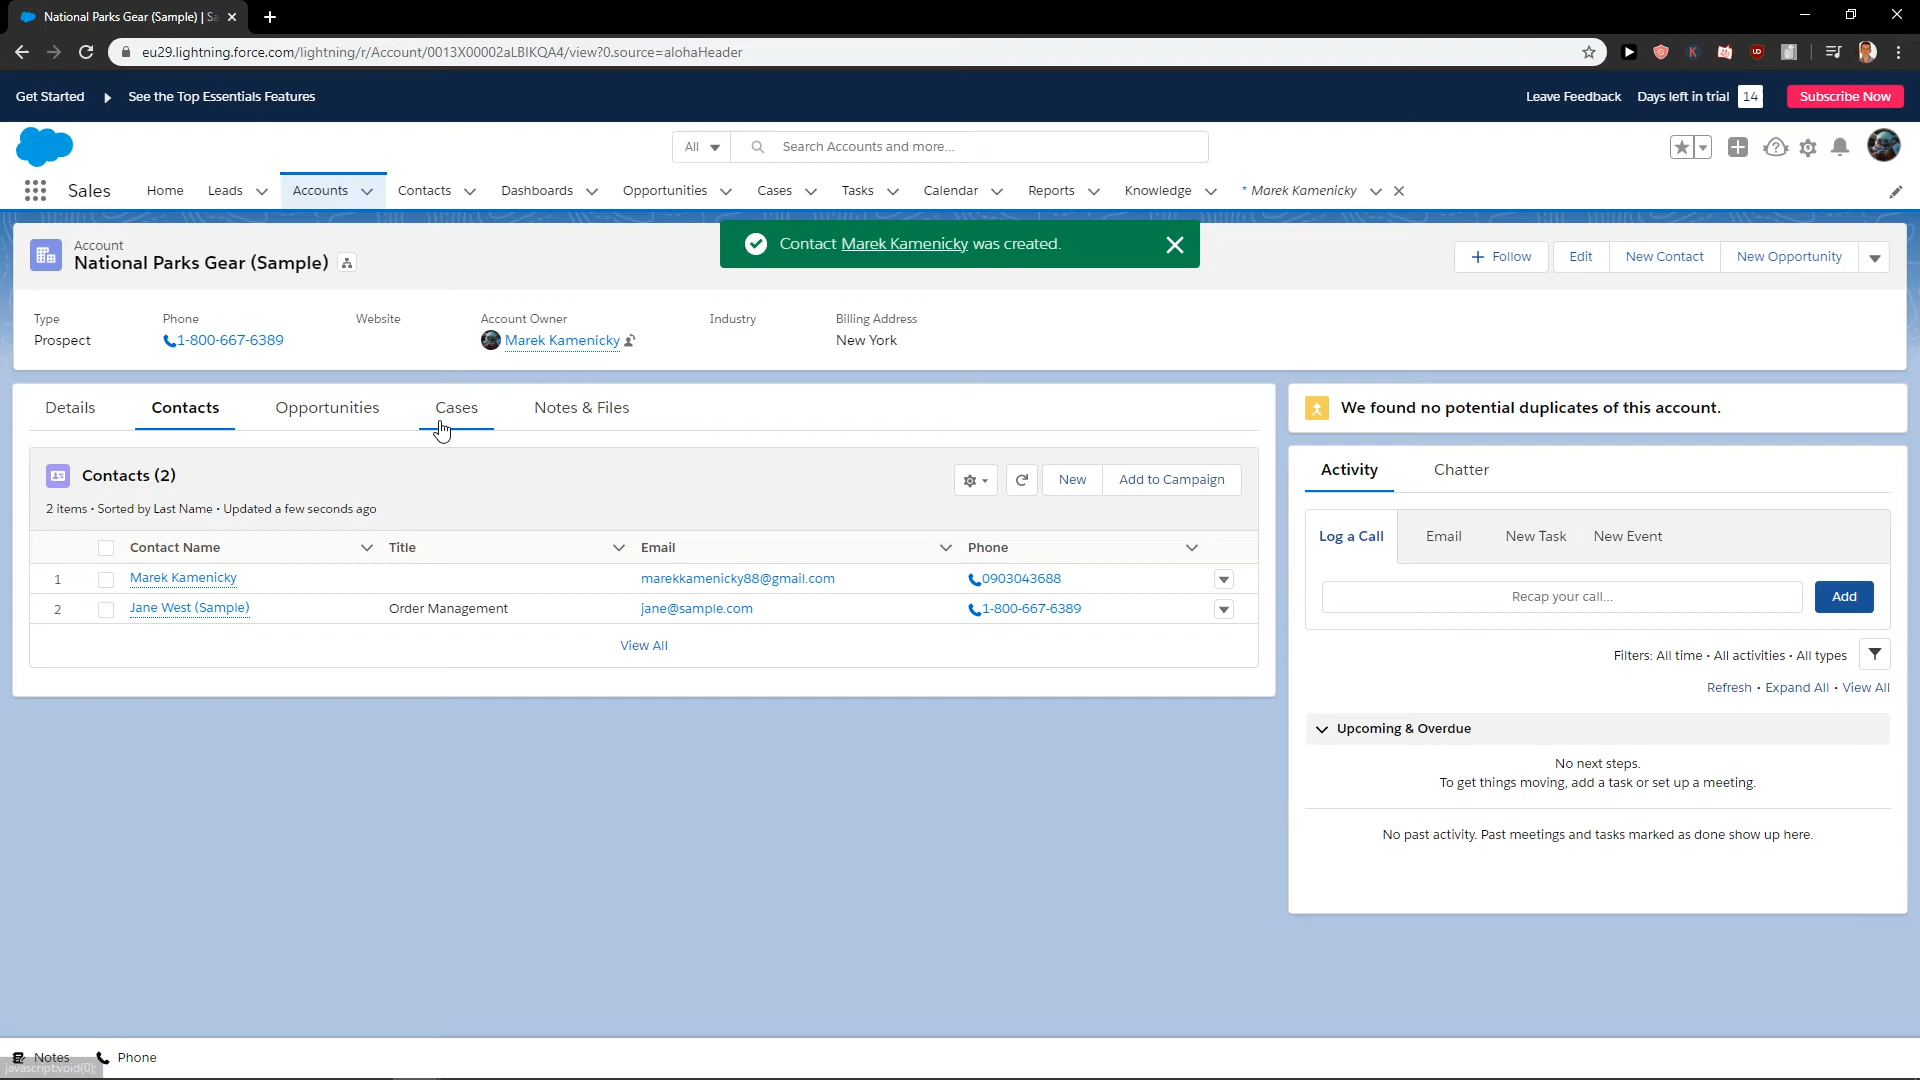 National Parks Gear (Sample) | Sa
eu29.lightning.force.com/lightning/r/Account/0013X00002aLBIKQA4/view?0.source=alohaHeader
Get Started
See the Top Essentials Features
Leave Feedback
Days left in trial
14
Subscribe Now
All
Search Accounts and more...
Sales
Home
Leads
Accounts
Contacts
Dashboards
Opportunities
Cases
Tasks
Calendar
Reports
Knowledge
* Marek Kamenicky
Contact Marek Kamenicky was created.
Account
National Parks Gear (Sample)
+ Follow
Edit
New Contact
New Opportunity
Type
Prospect
Phone
1-800-667-6389
Website
Account Owner
Marek Kamenicky
Industry
Billing Address
New York
Details
Contacts
Opportunities
Cases
Notes & Files
Contacts (2)
2 items • Sorted by Last Name • Updated a few seconds ago
New
Add to Campaign
Contact Name
Title
Email
Phone
1
Marek Kamenicky
marekkamenicky88@gmail.com
0903043688
2
Jane West (Sample)
Order Management
jane@sample.com
1-800-667-6389
View All
We found no potential duplicates of this account.
Activity
Chatter
Log a Call
Email
New Task
New Event
Recap your call...
Add
Filters: All time • All activities • All types
Refresh • Expand All • View All
Upcoming & Overdue
No next steps.
To get things moving, add a task or set up a meeting.
No past activity. Past meetings and tasks marked as done show up here.
Notes
Phone
javascript:void(0);